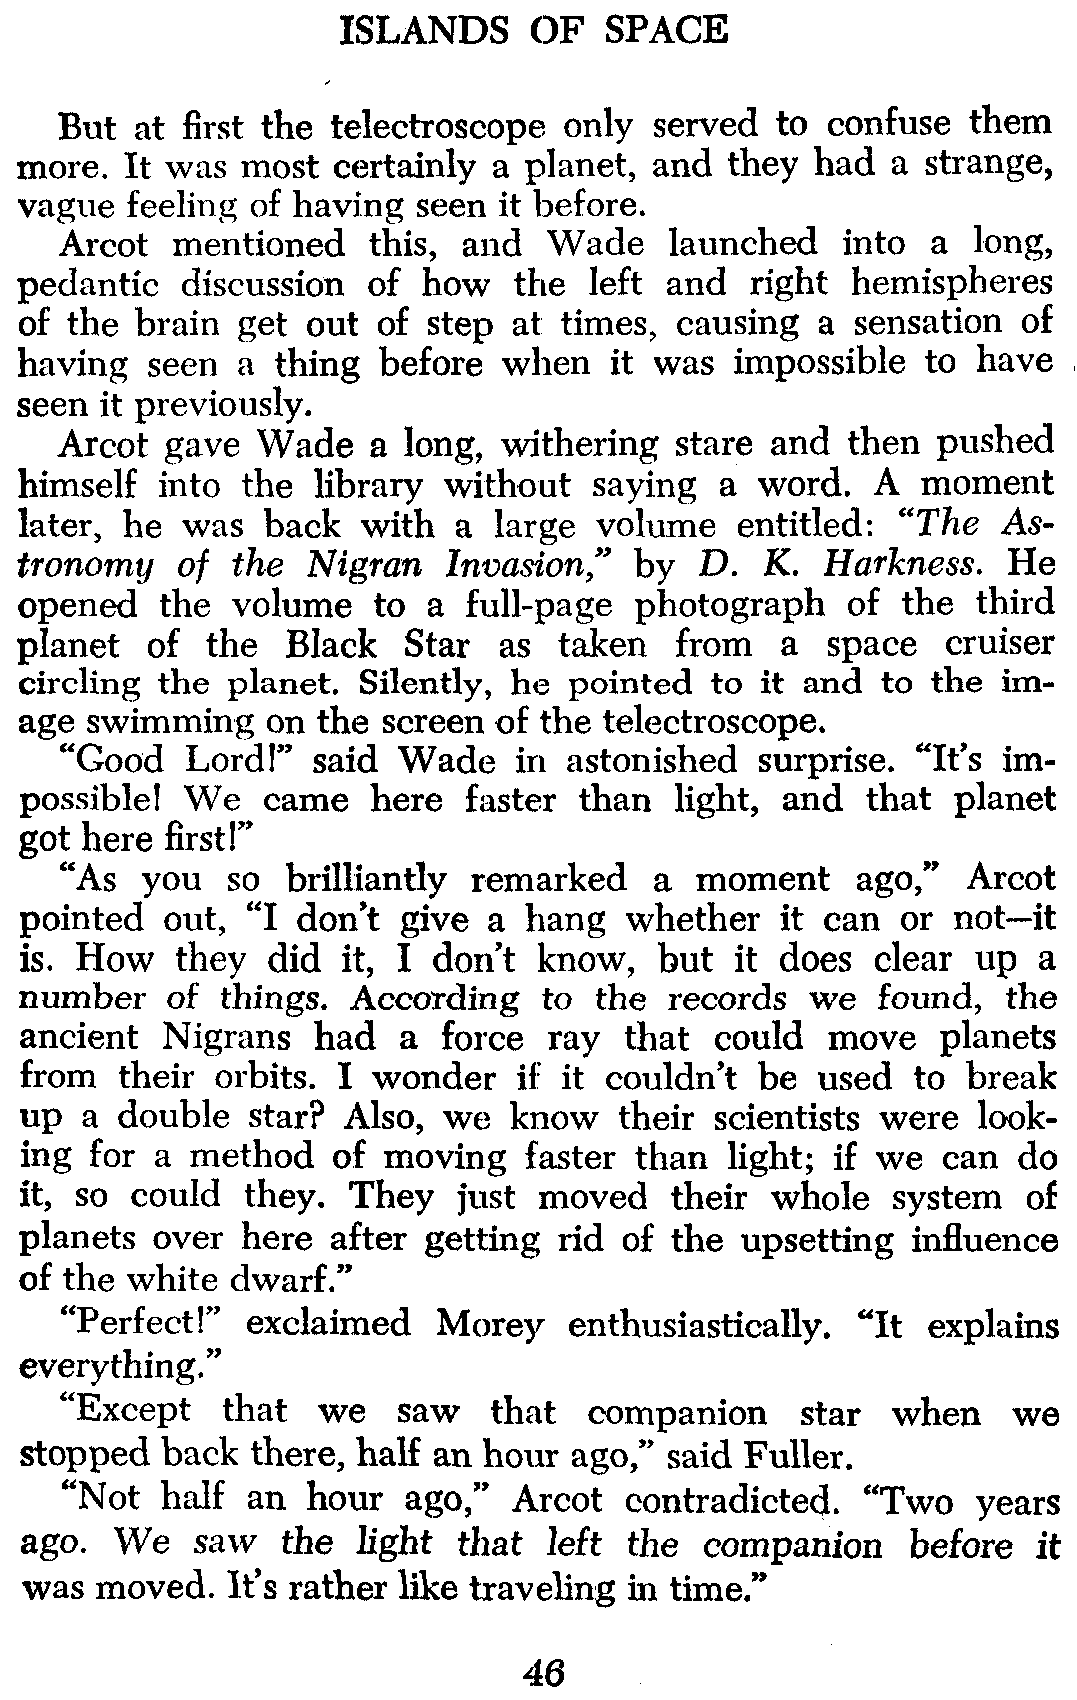 ISLANDS OF SPACE
But at first the telectroscope only served to confuse them
more. It was most certainly a planet, and they had a strange,
vague feeling of having seen it before.
Arcot mentioned this, and Wade launched into a long,
pedantic discussion of how the left and right hemispheres
of the brain get out of step at times, causing a sensation of
having seen a thing before when it was impossible to have
seen it previously.
Arcot gave Wade a long, withering stare and then pushed
himself into the library without saying a word. A moment
later, he was back with a large volume entitled: “The As-
tronomy of the Nigran Invasion,” by D. K. Harkness. He
opened the volume to a full-page photograph of the third
planet of the Black Star as taken from a space cruiser
circling the planet. Silently, he pointed to it and to the im-
age swimming on the screen of the telectroscope.
“Good Lord!” said Wade in astonished surprise. “It’s im-
possible! We came here faster than light, and that planet
got here first!”
“As you so brilliantly remarked a moment ago,” Arcot
pointed out, “I don’t give a hang whether it can or not—it
is. How they did it, I don’t know, but it does clear up a
number of things. According to the records we found, the
ancient Nigrans had a force ray that could move planets
from their orbits. I wonder if it couldn’t be used to break
up a double star? Also, we know their scientists were look-
ing for a method of moving faster than light; if we can do
it, so could they. They just moved their whole system of
planets over here after getting rid of the upsetting influence
of the white dwarf.”
“Perfect!” exclaimed Morey enthusiastically. “It explains
everything.”
“Except that we saw that companion star when we
stopped back there, half an hour ago,” said Fuller.
“Not half an hour ago,” Arcot contradicted. “Two years
ago. We saw the light that left the companion before it
was moved. It’s rather like traveling in time.”
46